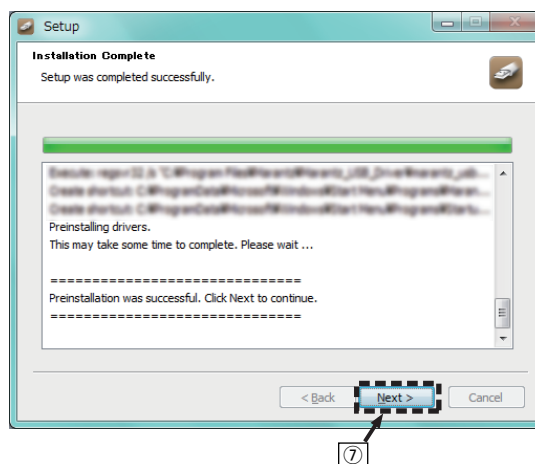 Setup
Installation Complete
Setup was completed successfully.
Preinstalling drivers.
This may take some time to complete. Please wait ...
==============================
Preinstallation was successful. Click Next to continue.
==============================
< Back
Next >
Cancel
⑦